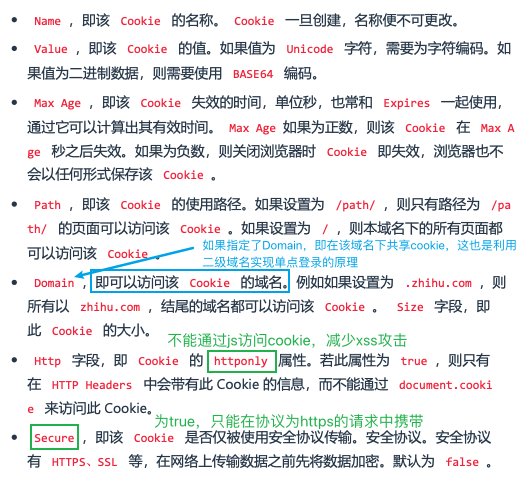 Name ，即该 Cookie 的名称。 Cookie 一旦创建，名称便不可更改。
Value ，即该 Cookie 的值。如果值为 Unicode 字符，需要为字符编码。如
果值为二进制数据，则需要使用 BASE64 编码。
Max Age ，即该 Cookie 失效的时间，单位秒，也常和 Expires 一起使用，
通过它可以计算出其有效时间。 Max Age 如果为正数，则该 Cookie 在 Max A
ge 秒之后失效。如果为负数，则关闭浏览器时 Cookie 即失效，浏览器也不
会以任何形式保存该 Cookie 。
Path ，即该 Cookie 的使用路径。如果设置为 /path/ ，则只有路径为 /pa
th/ 的页面可以访问该 Cookie 。如果设置为 / ，则本域名下的所有页面都
可以访问该 Cookie 。
如果指定了Domain，即在该域名下共享cookie，这也是利用
二级域名实现单点登录的原理
Domain ，即可以访问该 Cookie 的域名。例如如果设置为 .zhihu.com ，则
所有以 zhihu.com ，结尾的域名都可以访问该 Cookie 。 Size 字段，即
此 Cookie 的大小。
不能通过js访问cookie，减少xss攻击
Http 字段，即 Cookie 的 httponly 属性。若此属性为 true ，则只有
在 HTTP Headers 中会带有此 Cookie 的信息，而不能通过 document.cooki
e 来访问此 Cookie。
为true，只能在协议为https的请求中携带
Secure ，即该 Cookie 是否仅被使用安全协议传输。安全协议。安全协议
有 HTTPS、SSL 等，在网络上传输数据之前先将数据加密。默认为 false 。